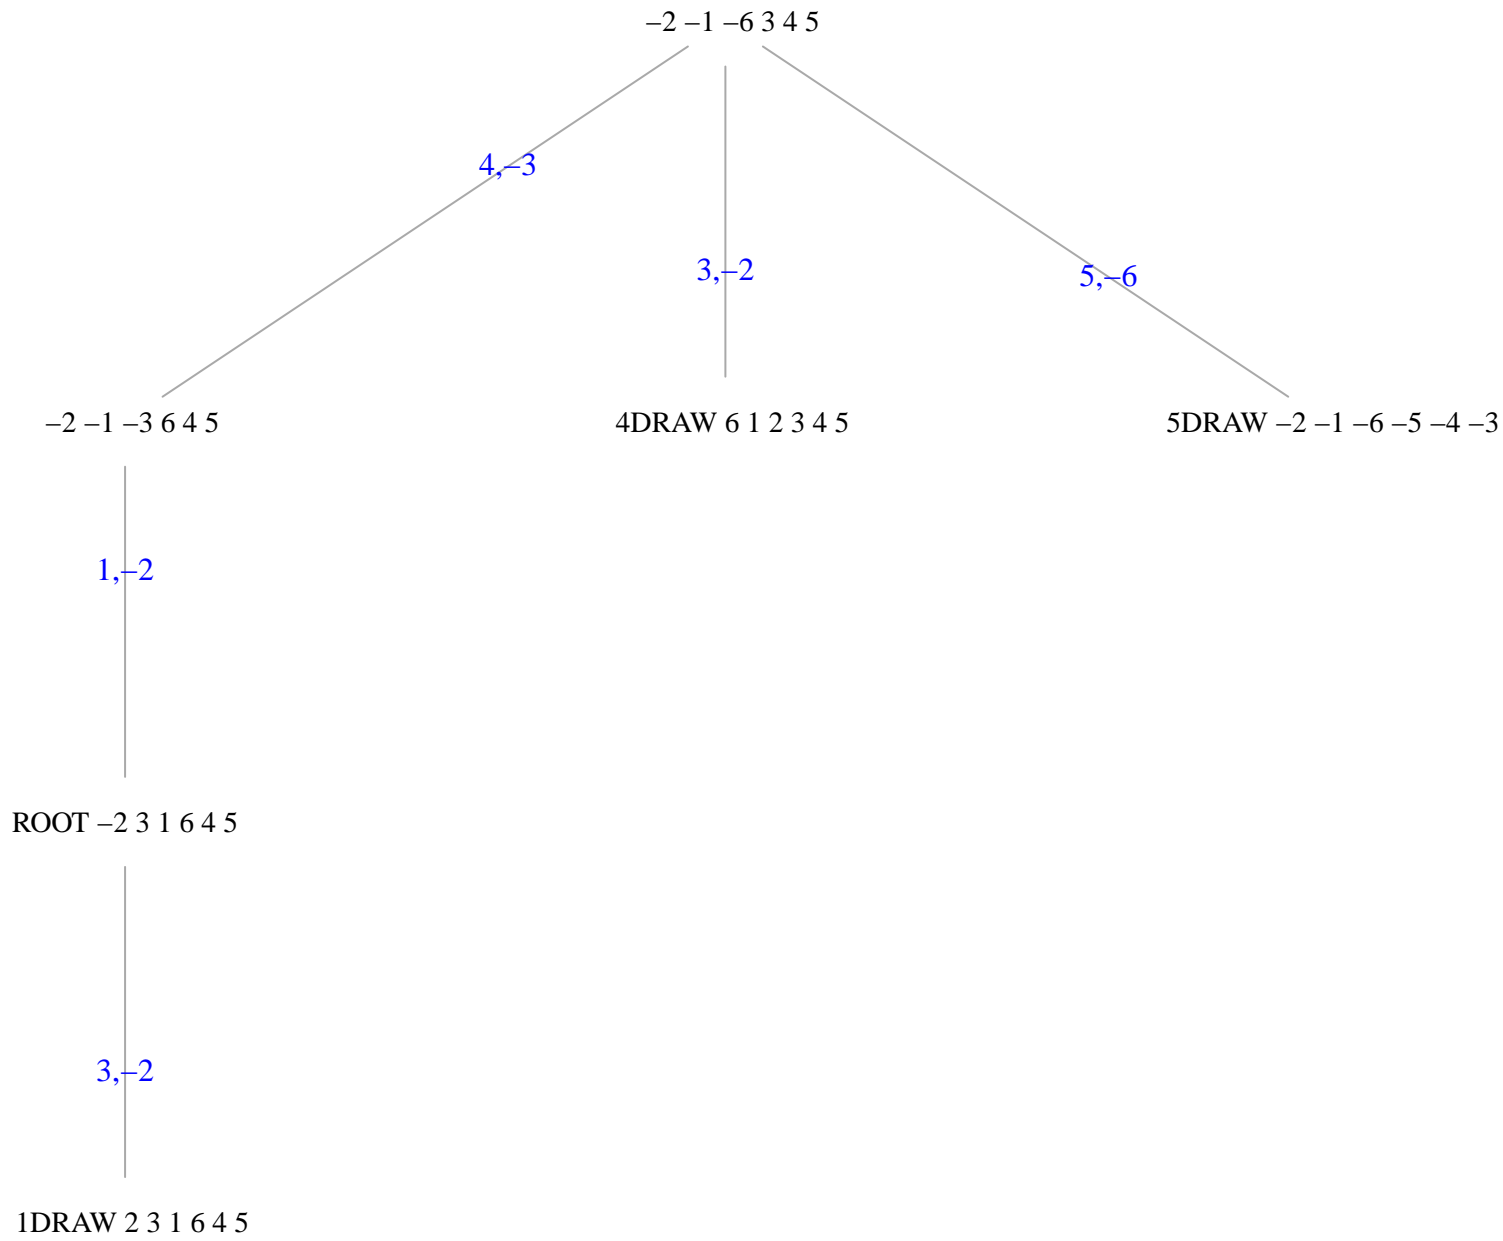 –2 –1 –6 3 4 5
4,–3
3,–2
5,–6
–2 –1 –3 6 4 5
4DRAW 6 1 2 3 4 5
5DRAW –2 –1 –6 –5 –4 –3
1,–2
ROOT –2 3 1 6 4 5
3,–2
1DRAW 2 3 1 6 4 5